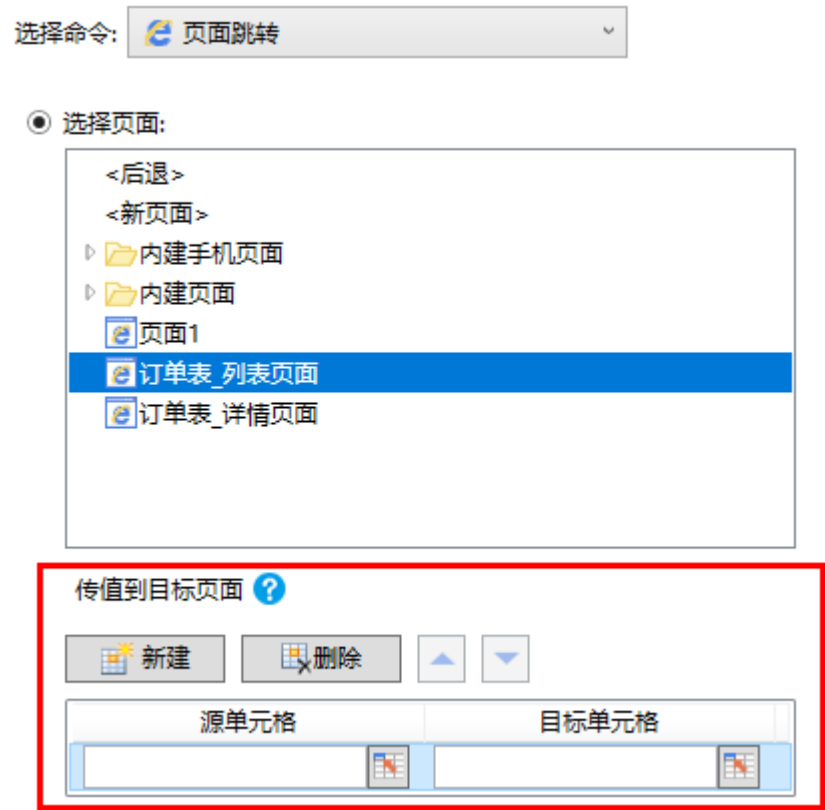 选择命令: 页面跳转
选择页面:
<后退>
<新页面>
内建手机页面
内建页面
页面1
订单表_列表页面
订单表_详情页面
传值到目标页面 ?
新建 删除
源单元格 目标单元格